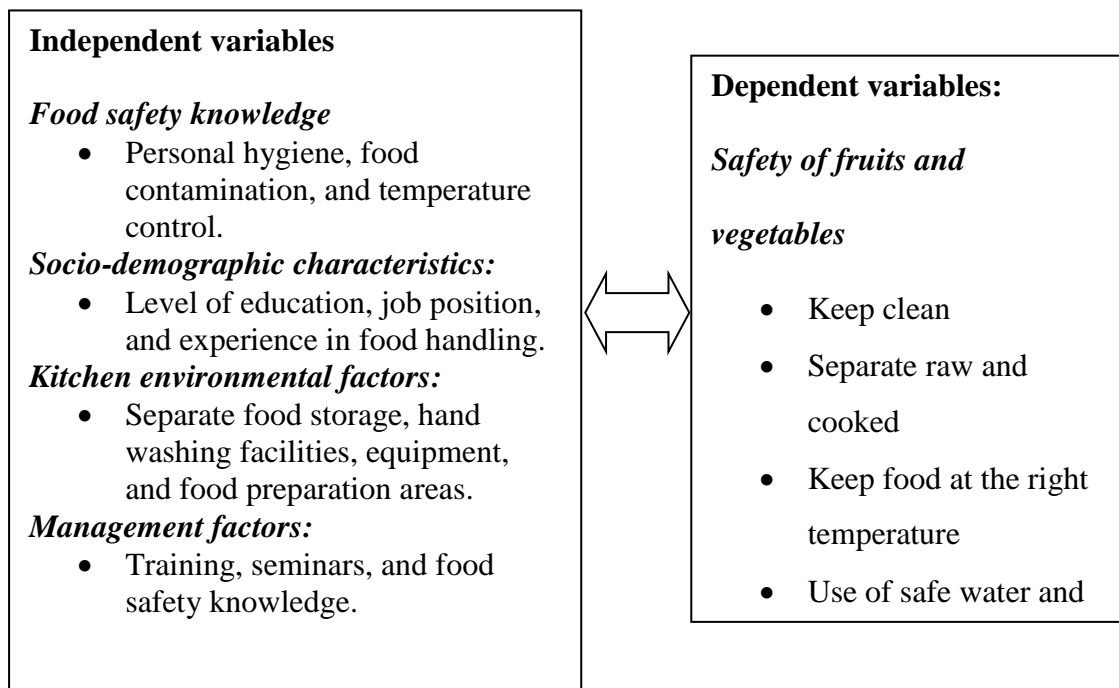 Independent variables
Food safety knowledge
• Personal hygiene, food
contamination, and temperature
control.
Socio-demographic characteristics:
• Level of education, job position,
and experience in food handling.
Kitchen environmental factors:
• Separate food storage, hand
washing facilities, equipment,
and food preparation areas.
Management factors:
• Training, seminars, and food
safety knowledge.
Dependent variables:
Safety of fruits and
vegetables
• Keep clean
• Separate raw and
cooked
• Keep food at the right
temperature
• Use of safe water and